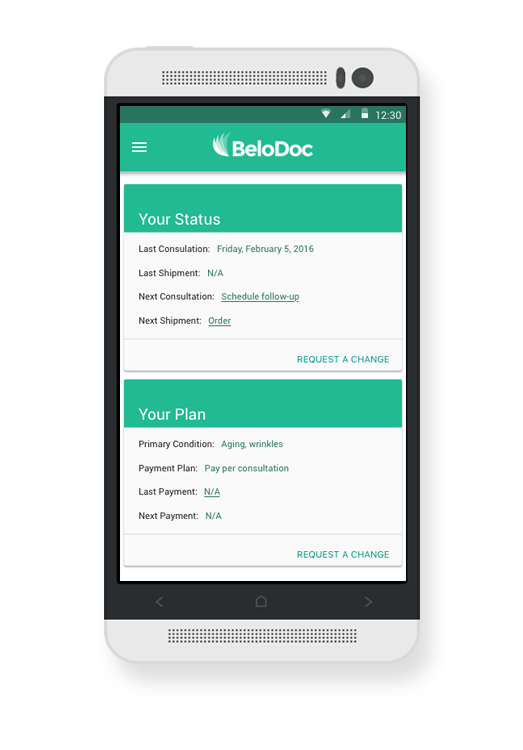 12:30
BeloDoc
Your Status
Last Consulation: Friday, February 5, 2016
Last Shipment: N/A
Next Consultation: Schedule follow-up
Next Shipment: Order
REQUEST A CHANGE
Your Plan
Primary Condition: Aging, wrinkles
Payment Plan: Pay per consultation
Last Payment: N/A
Next Payment: N/A
REQUEST A CHANGE